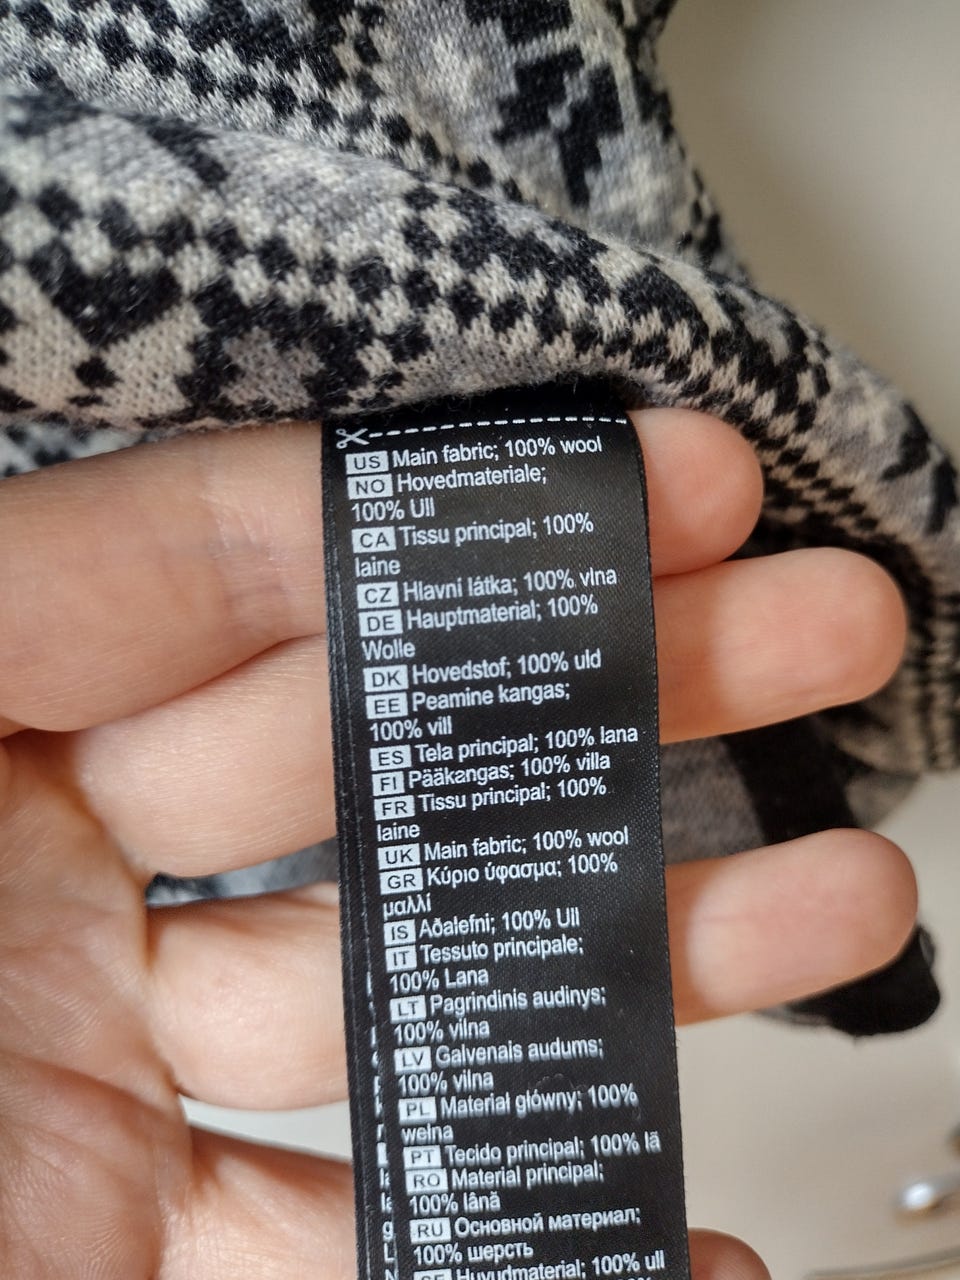 US Main fabric; 100% wool
NO Hovedmateriale;
100% Ull
CA Tissu principal; 100%
laine
CZ Hlavní látka; 100% vlna
DE Hauptmaterial; 100%
Wolle
DK Hovedstof; 100% uld
EE Peamine kangas;
100% vill
ES Tela principal; 100% lana
FI Pääkangas; 100% villa
FR Tissu principal; 100%
laine
UK Main fabric; 100% wool
GR Κύριο ύφασμα; 100%
μαλλί
IS Aðalefni; 100% Ull
IT Tessuto principale;
100% Lana
LT Pagrindinis audinys;
100% vilna
LV Galvenais audums;
100% vilna
PL Materiał główny; 100%
wełna
PT Tecido principal; 100% lã
RO Material principal;
100% lână
RU Основной материал:
100% шерсть
SE Huvudmaterial; 100% ull